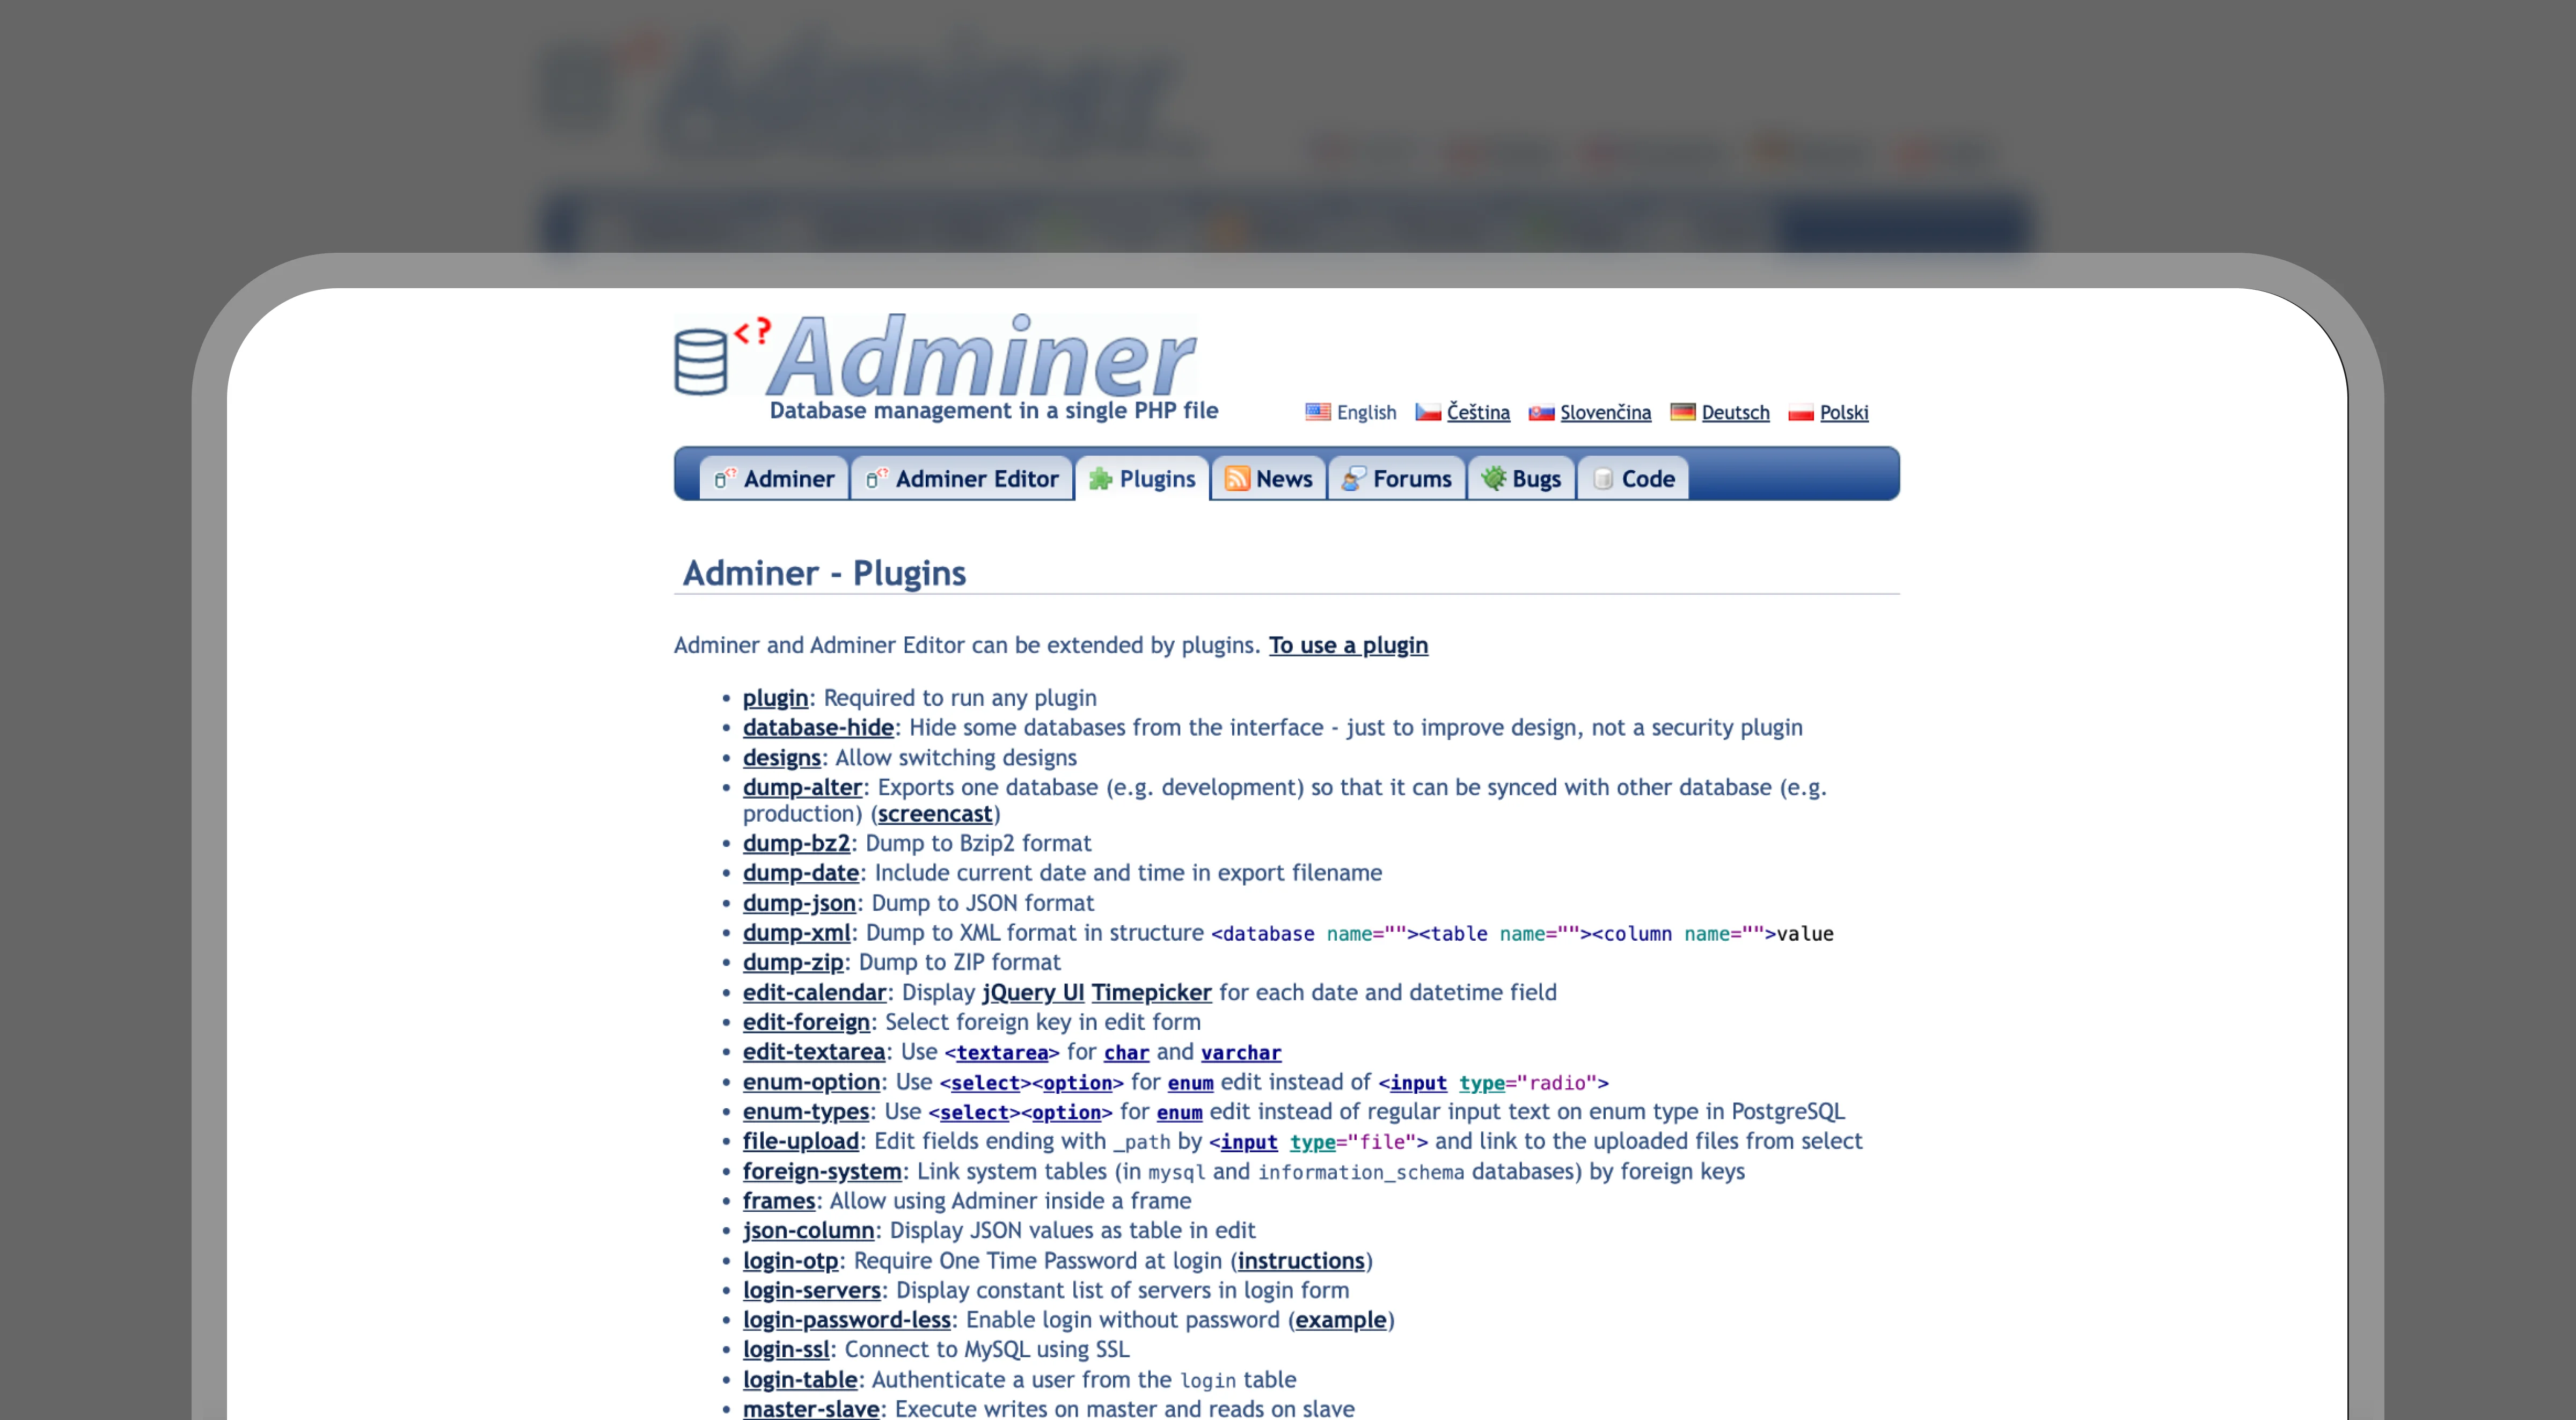 <? Adminer
Database management in a single PHP file
English Čeština Slovenčina Deutsch Polski
Adminer Adminer Editor Plugins News Forums Bugs Code
Adminer - Plugins
Adminer and Adminer Editor can be extended by plugins. To use a plugin
• plugin: Required to run any plugin
• database-hide: Hide some databases from the interface - just to improve design, not a security plugin
• designs: Allow switching designs
• dump-alter: Exports one database (e.g. development) so that it can be synced with other database (e.g.
production) (screencast)
• dump-bz2: Dump to Bzip2 format
• dump-date: Include current date and time in export filename
• dump-json: Dump to JSON format
• dump-xml: Dump to XML format in structure <database name=""><table name=""><column name="">value
• dump-zip: Dump to ZIP format
• edit-calendar: Display jQuery UI Timepicker for each date and datetime field
• edit-foreign: Select foreign key in edit form
• edit-textarea: Use <textarea> for char and varchar
• enum-option: Use <select><option> for enum edit instead of <input type="radio">
• enum-types: Use <select><option> for enum edit instead of regular input text on enum type in PostgreSQL
• file-upload: Edit fields ending with _path by <input type="file"> and link to the uploaded files from select
• foreign-system: Link system tables (in mysql and information_schema databases) by foreign keys
• frames: Allow using Adminer inside a frame
• json-column: Display JSON values as table in edit
• login-otp: Require One Time Password at login (instructions)
• login-servers: Display constant list of servers in login form
• login-password-less: Enable login without password (example)
• login-ssl: Connect to MySQL using SSL
• login-table: Authenticate a user from the login table
• master-slave: Execute writes on master and reads on slave